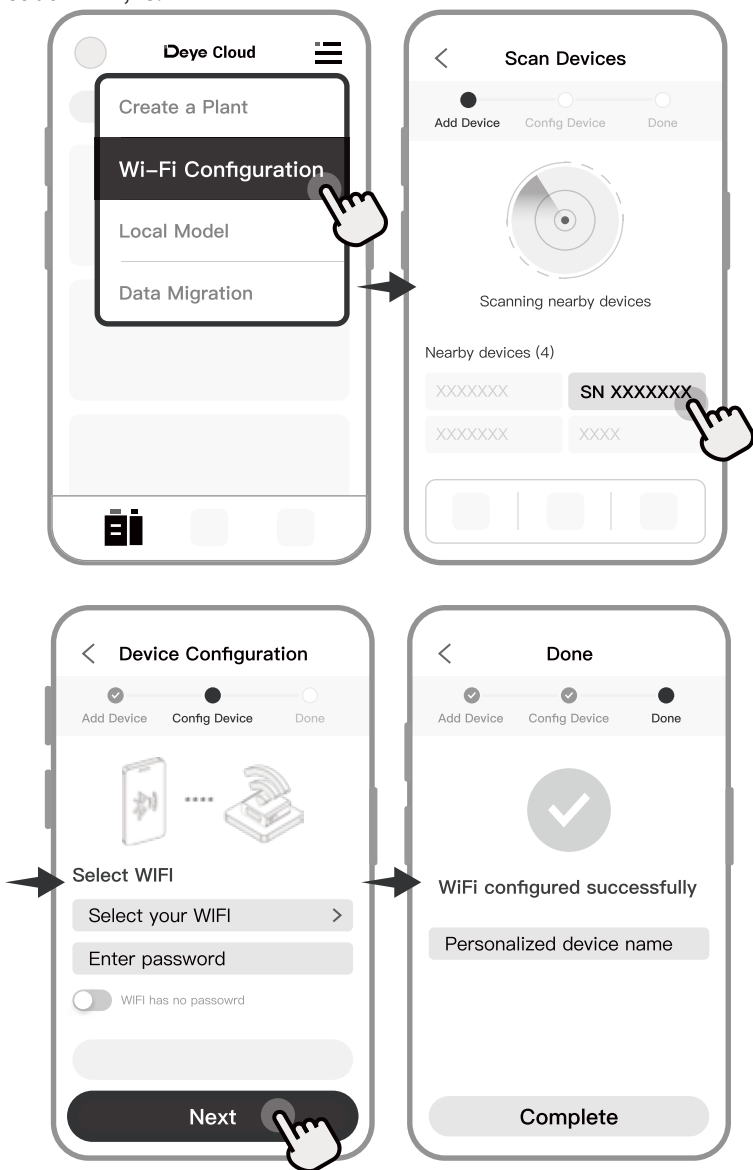 Deye Cloud
Create a Plant
Wi-Fi Configuration
Local Model
Data Migration
Scan Devices
Add Device Config Device Done
Scanning nearby devices
Nearby devices (4)
XXXXXXX SN XXXXXXX
XXXXXXX XXXX
Device Configuration
Add Device Config Device Done
Select WIFI
Select your WIFI >
Enter password
WIFI has no passowrd
Next
Done
Add Device Config Device Done
WiFi configured successfully
Personalized device name
Complete